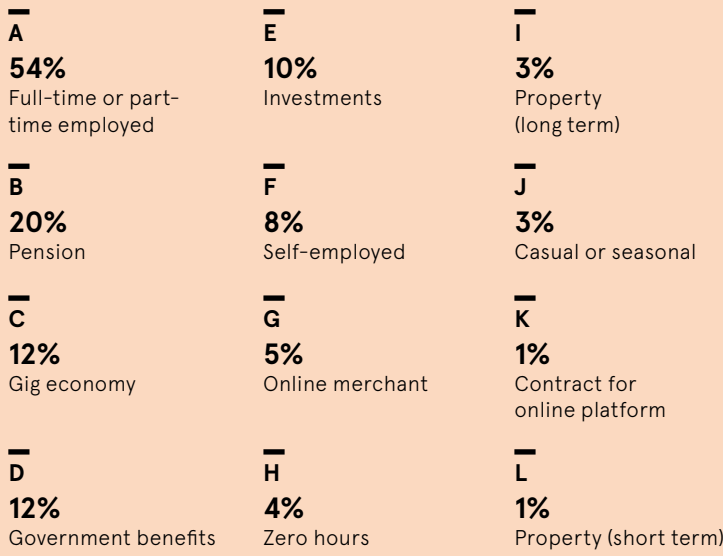 A
54%
Full-time or part-
time employed
B
20%
Pension
C
12%
Gig economy
D
12%
Government benefits
E
10%
Investments
F
8%
Self-employed
G
5%
Online merchant
H
4%
Zero hours
I
3%
Property
(long term)
J
3%
Casual or seasonal
K
1%
Contract for
online platform
L
1%
Property (short term)